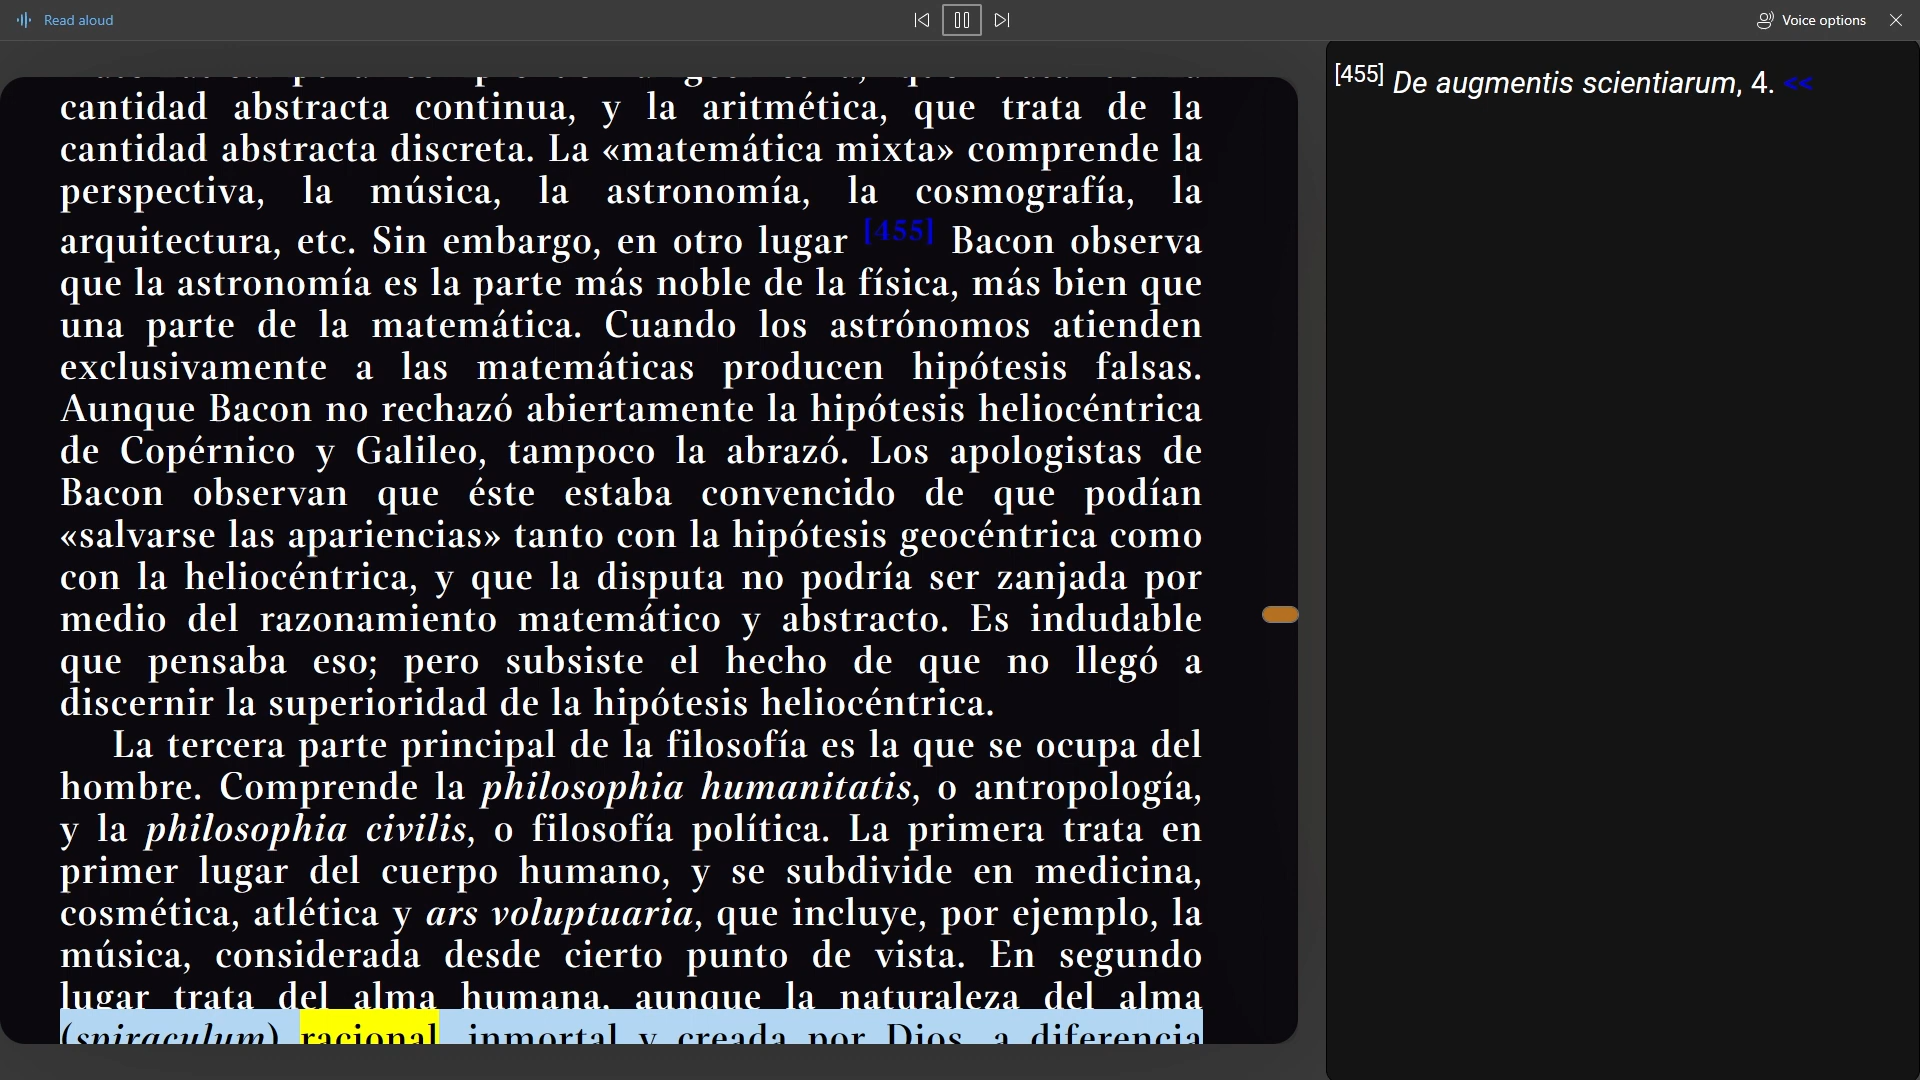 Read aloud
Voice options
cantidad abstracta continua, y la aritmética, que trata de la
cantidad abstracta discreta. La «matemática mixta» comprende la
perspectiva, la música, la astronomía, la cosmografía, la
arquitectura, etc. Sin embargo, en otro lugar [455] Bacon observa
que la astronomía es la parte más noble de la física, más bien que
una parte de la matemática. Cuando los astrónomos atienden
exclusivamente a las matemáticas producen hipótesis falsas.
Aunque Bacon no rechazó abiertamente la hipótesis heliocéntrica
de Copérnico y Galileo, tampoco la abrazó. Los apologistas de
Bacon observan que éste estaba convencido de que podían
«salvarse las apariencias» tanto con la hipótesis geocéntrica como
con la heliocéntrica, y que la disputa no podría ser zanjada por
medio del razonamiento matemático y abstracto. Es indudable
que pensaba eso; pero subsiste el hecho de que no llegó a
discernir la superioridad de la hipótesis heliocéntrica.
La tercera parte principal de la filosofía es la que se ocupa del
hombre. Comprende la philosophia humanitatis, o antropología,
y la philosophia civilis, o filosofía política. La primera trata en
primer lugar del cuerpo humano, y se subdivide en medicina,
cosmética, atlética y ars voluptuaria, que incluye, por ejemplo, la
música, considerada desde cierto punto de vista. En segundo
lugar trata del alma humana, aunque la naturaleza del alma
(spiraculum) racional inmortal y creada por Dios a diferencia
[455] De augmentis scientiarum, 4. <<